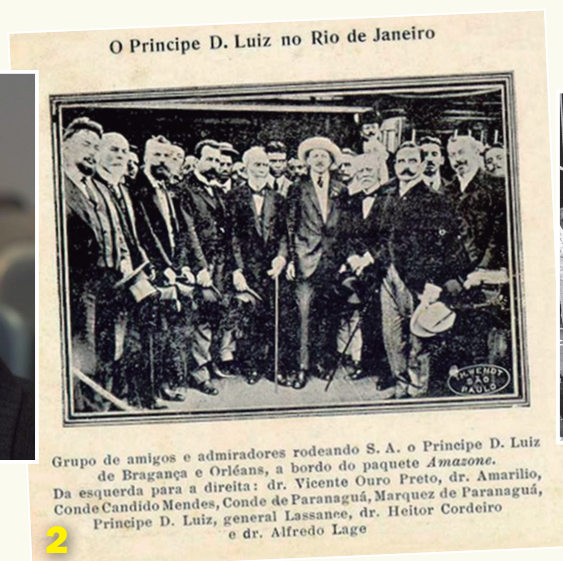 O Principe D. Luiz no Rio de Janeiro
H. WENDT
SÃO
PAULO
Grupo de amigos e admiradores rodeando S. A. o Principe D. Luiz
de Bragança e Orléans, a bordo do paquete Amazone.
Da esquerda para a direita: dr. Vicente Ouro Preto, dr. Amarilio,
Conde Candido Mendes, Conde de Paranaguá, Marquez de Paranaguá,
Principe D. Luiz, general Lassance, dr. Heitor Cordeiro
e dr. Alfredo Lage
2